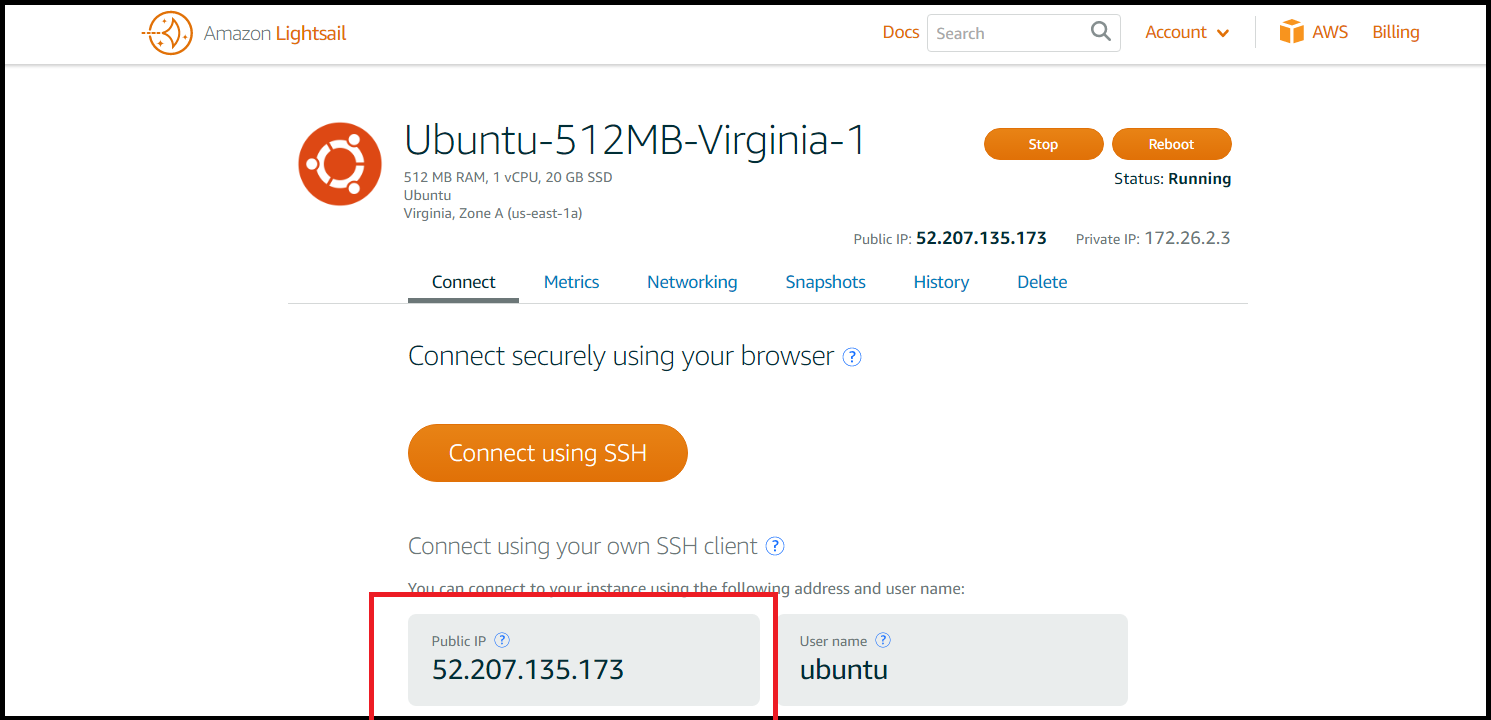 Amazon Lightsail
Docs Search Account AWS Billing
Ubuntu-512MB-Virginia-1
Stop Reboot
512 MB RAM, 1 vCPU, 20 GB SSD
Status: Running
Ubuntu
Virginia, Zone A (us-east-1a)
Public IP: 52.207.135.173 Private IP: 172.26.2.3
Connect Metrics Networking Snapshots History Delete
Connect securely using your browser ?
Connect using SSH
Connect using your own SSH client ?
You can connect to your instance using the following address and user name:
Public IP ? User name ?
52.207.135.173 ubuntu